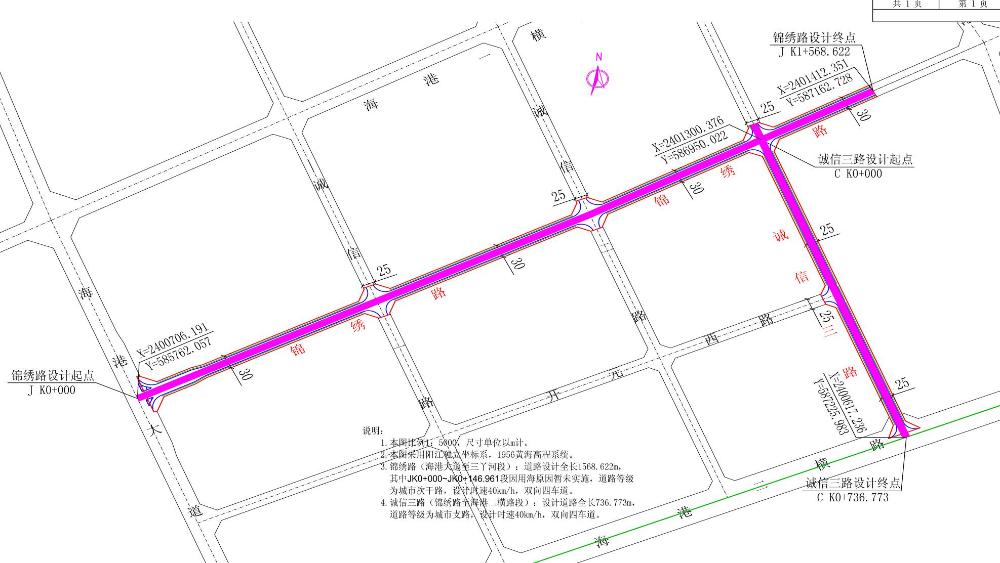 共 1 页
第 1 页
锦绣路设计终点
J K1+568.622
X=2401412.351
Y=587162.728
N
横
一
港
海
诚
信
二
路
诚
信
一
路
25
30
X=2401300.376
Y=586950.022
路
绣
锦
30
诚信三路设计起点
C K0+000
25
25
30
25
路
绣
锦
30
诚
信
三
路
25
25
25
X=2400706.191
Y=585762.057
锦绣路设计起点
J K0+000
海
港
大
道
开
元
西
路
X=2400617.236
Y=587225.983
海
港
二
横
路
诚信三路设计终点
C K0+736.773
说明:
1.本图比例1: 5000, 尺寸单位以m计。
2.本图采用阳江独立坐标系, 1956黄海高程系统。
3.锦绣路（海港大道至三丫河段）: 道路设计全长1568.622m,
其中JK0+000~JK0+146.961段因用海原因暂未实施, 道路等级
为城市次干路, 设计时速40km/h, 双向四车道。
4.诚信三路（锦绣路至海港二横路段）: 设计道路全长736.773m,
道路等级为城市支路, 设计时速40km/h, 双向四车道。